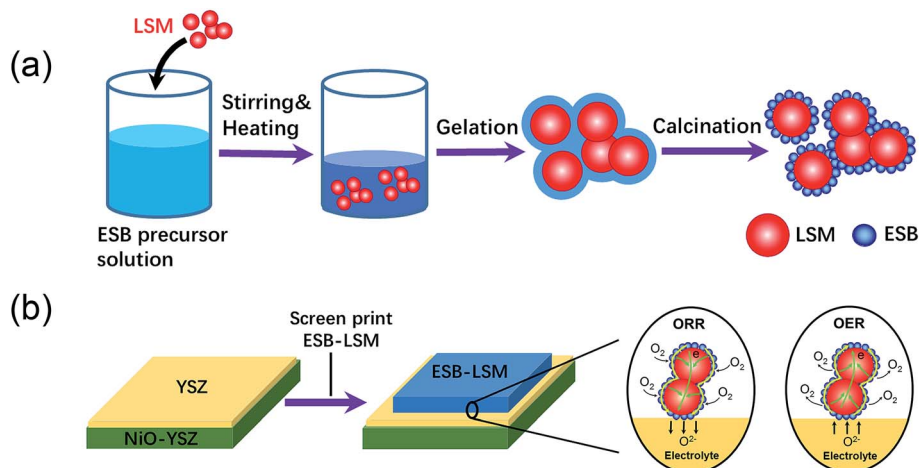 (a)
LSM
Stirring&
Heating
Gelation
Calcination
ESB precursor
solution
LSM
ESB
(b)
Screen print
ESB-LSM
YSZ
NiO-YSZ
ESB-LSM
ORR
e
O2
O2
O2
O2
O2-
Electrolyte
OER
e
O2
O2
O2
O2
O2-
Electrolyte